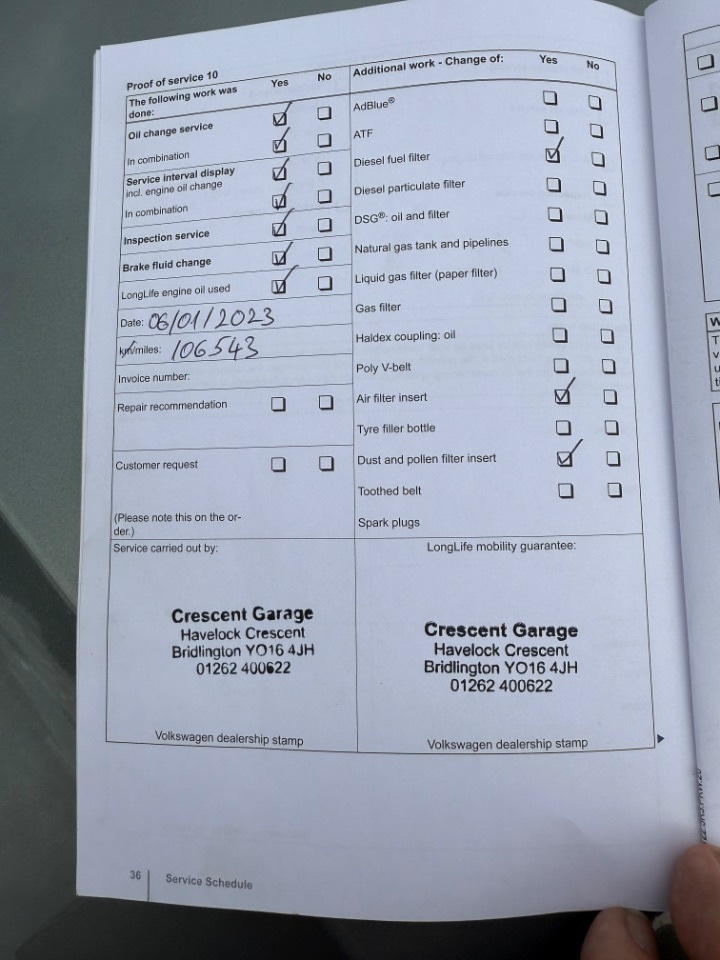 Proof of service 10
The following work was done:
Yes
No
Oil change service
In combination
Service interval display
incl. engine oil change
In combination
Inspection service
Brake fluid change
LongLife engine oil used
Date: 06/01/2023
km/miles: 106543
Invoice number:
Repair recommendation
Customer request
(Please note this on the or-
der.)
Additional work - Change of:
Yes
No
AdBlue®
ATF
Diesel fuel filter
Diesel particulate filter
DSG®: oil and filter
Natural gas tank and pipelines
Liquid gas filter (paper filter)
Gas filter
Haldex coupling: oil
Poly V-belt
Air filter insert
Tyre filler bottle
Dust and pollen filter insert
Toothed belt
Spark plugs
Service carried out by:
Crescent Garage
Havelock Crescent
Bridlington YO16 4JH
01262 400622
Volkswagen dealership stamp
LongLife mobility guarantee:
Crescent Garage
Havelock Crescent
Bridlington YO16 4JH
01262 400622
Volkswagen dealership stamp
36
Service Schedule